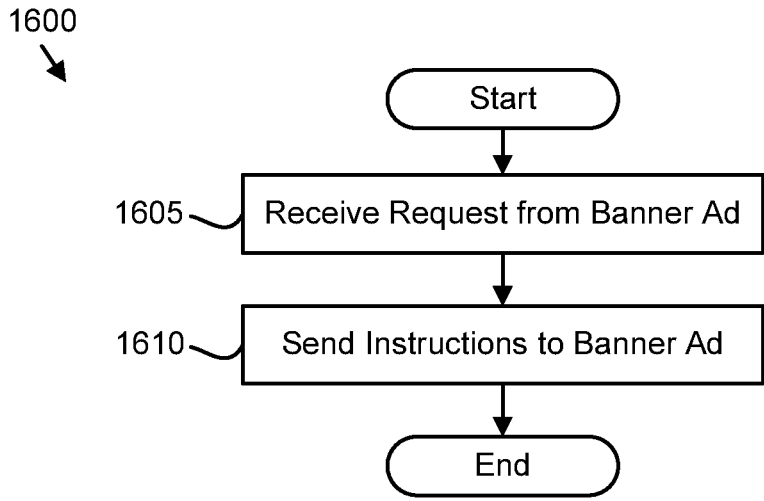 1600
Start
1605
Receive Request from Banner Ad
1610
Send Instructions to Banner Ad
End